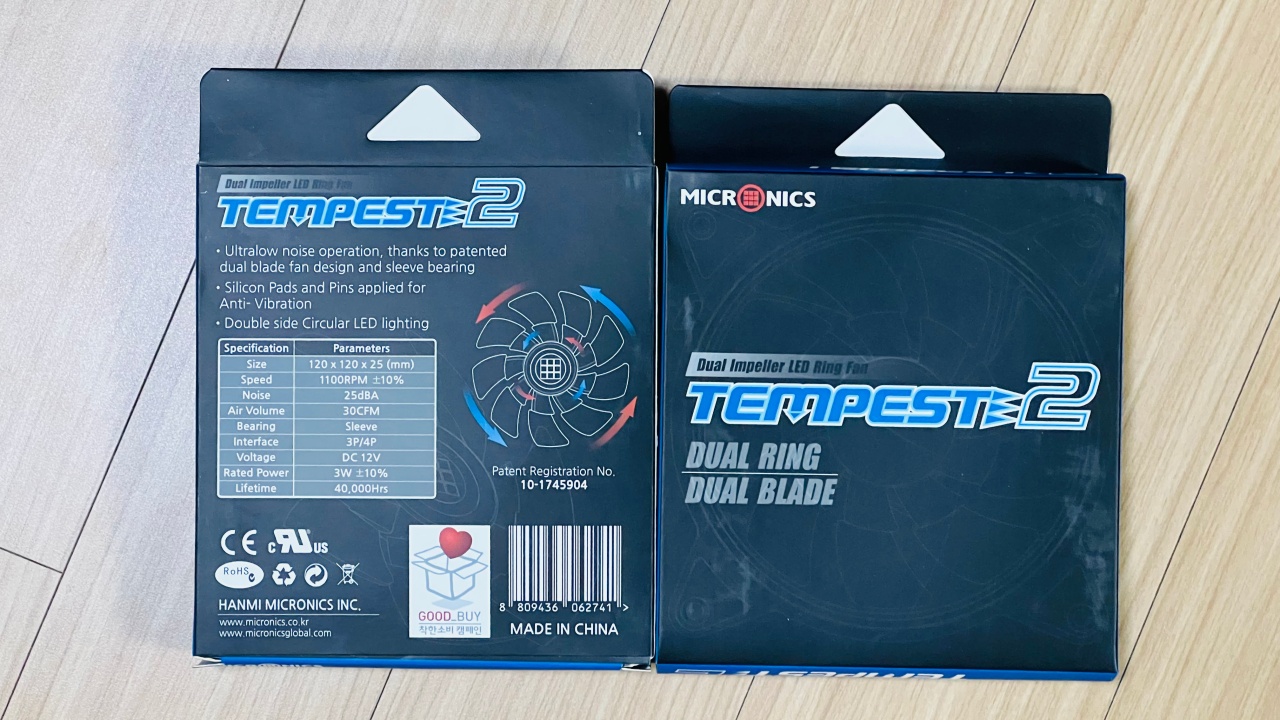 Dual Impeller LED Ring Fan
TEMPEST 2
• Ultralow noise operation, thanks to patented
dual blade fan design and sleeve bearing
• Silicon Pads and Pins applied for
Anti- Vibration
• Double side Circular LED lighting
Specification Parameters
Size 120 x 120 x 25 (mm)
Speed 1100RPM ±10%
Noise 25dBA
Air Volume 30CFM
Bearing Sleeve
Interface 3P/4P
Voltage DC 12V
Rated Power 3W ±10%
Lifetime 40,000Hrs
Patent Registration No.
10-1745904
CE c RU US
RoHS
HANMI MICRONICS INC.
www.micronics.co.kr
www.micronicsglobal.com
GOOD_BUY
착한소비 캠페인
8 809436 062741 >
MADE IN CHINA
MICRONICS
Dual Impeller LED Ring Fan
TEMPEST 2
DUAL RING
DUAL BLADE
TEMPEST